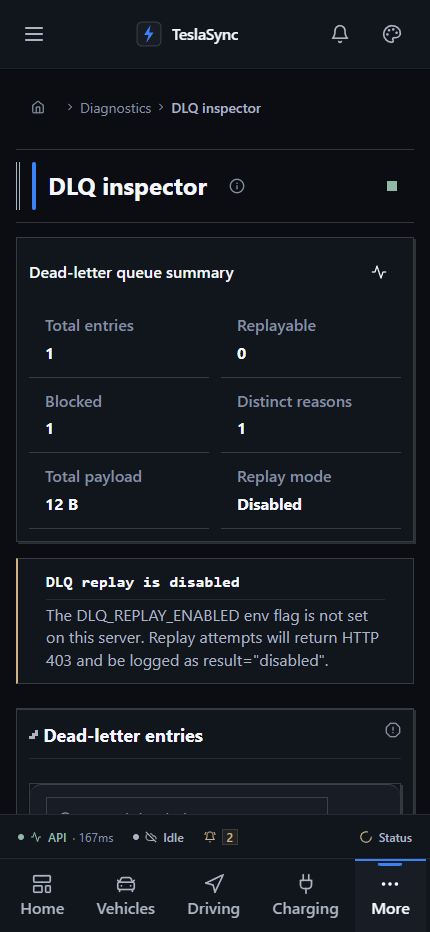 TeslaSync
Diagnostics
DLQ inspector
DLQ inspector
Dead-letter queue summary
Total entries
1
Replayable
0
Blocked
1
Distinct reasons
1
Total payload
12 B
Replay mode
Disabled
DLQ replay is disabled
The DLQ_REPLAY_ENABLED env flag is not set
on this server. Replay attempts will return HTTP
403 and be logged as result="disabled".
Dead-letter entries
API · 167ms
Idle
2
Status
Home
Vehicles
Driving
Charging
More